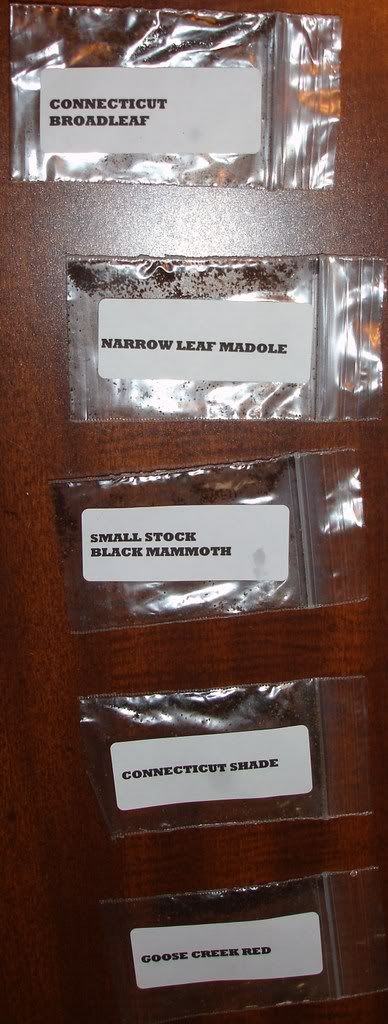 CONNECTICUT
BROADLEAF
NARROW LEAF MADOLE
SMALL STOCK
BLACK MAMMOTH
CONNECTICUT SHADE
GOOSE CREEK RED